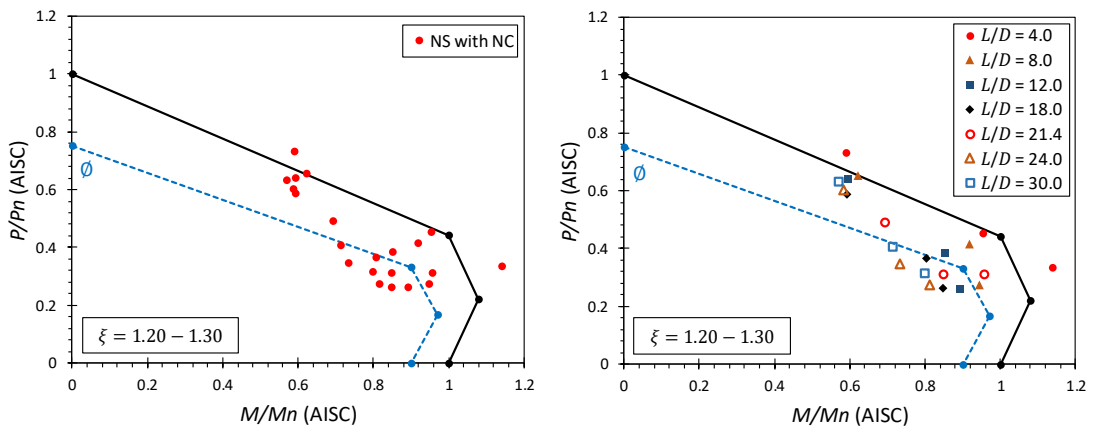 1.2
1
0.8
0.6
0.4
0.2
0
P/Pn (AISC)
∅
NS with NC
ξ = 1.20 − 1.30
0 0.2 0.4 0.6 0.8 1 1.2
M/Mn (AISC)
1.2
1
0.8
0.6
0.4
0.2
0
P/Pn (AISC)
∅
L/D = 4.0
L/D = 8.0
L/D = 12.0
L/D = 18.0
L/D = 21.4
L/D = 24.0
L/D = 30.0
ξ = 1.20 − 1.30
0 0.2 0.4 0.6 0.8 1 1.2
M/Mn (AISC)